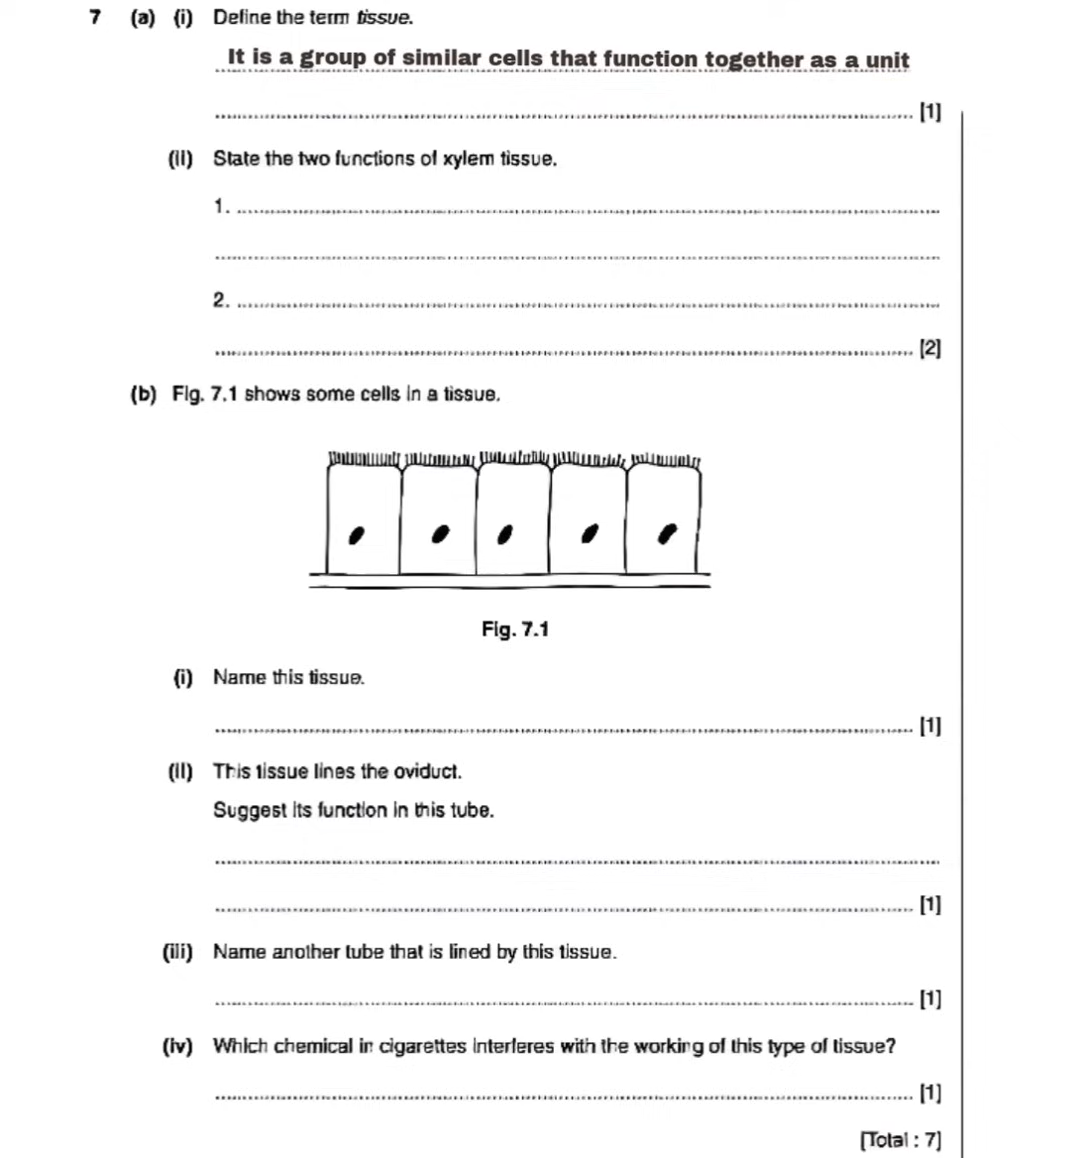 7 (a) (i) Define the term tissue.
It is a group of similar cells that function together as a unit
[1]
(ii) State the two functions of xylem tissue.
1.
2.
[2]
(b) Fig. 7.1 shows some cells in a tissue.
Fig. 7.1
(i) Name this tissue.
[1]
(ii) This tissue lines the oviduct.
Suggest its function in this tube.
[1]
(iii) Name another tube that is lined by this tissue.
[1]
(iv) Which chemical in cigarettes interferes with the working of this type of tissue?
[1]
[Total : 7]